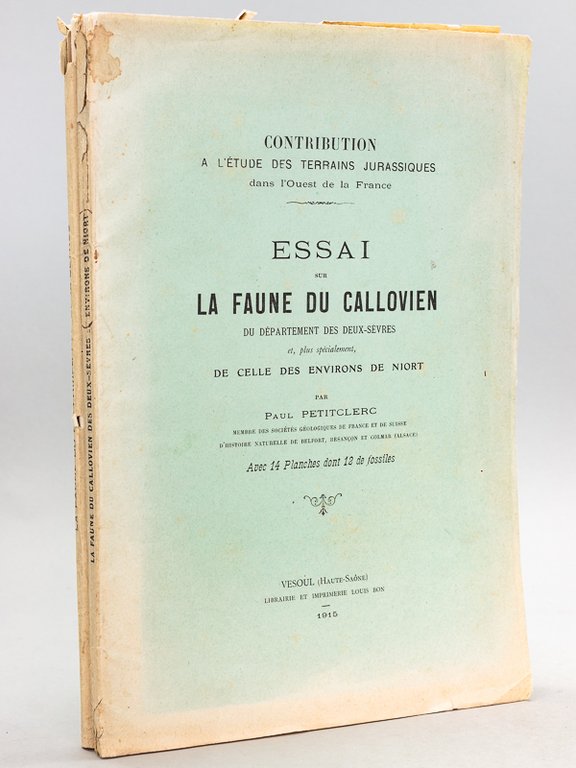 CONTRIBUTION
A L'ÉTUDE DES TERRAINS JURASSIQUES
dans l'Ouest de la France
ESSAI
SUR
LA FAUNE DU CALLOVIEN
DU DÉPARTEMENT DES DEUX-SÈVRES
et, plus spécialement,
DE CELLE DES ENVIRONS DE NIORT
PAR
PAUL PETITCLERC
MEMBRE DES SOCIÉTÉS GÉOLOGIQUES DE FRANCE ET DE SUISSE
D'HISTOIRE NATURELLE DE BELFORT, BESANÇON ET COLMAR (ALSACE)
Avec 14 Planches dont 12 de fossiles
VESOUL (HAUTE-SAÔNE)
LIBRAIRIE ET IMPRIMERIE LOUIS BON
1915
LA FAUNE DU CALLOVIEN DES DEUX-SÈVRES (ENVIRONS DE NIORT)